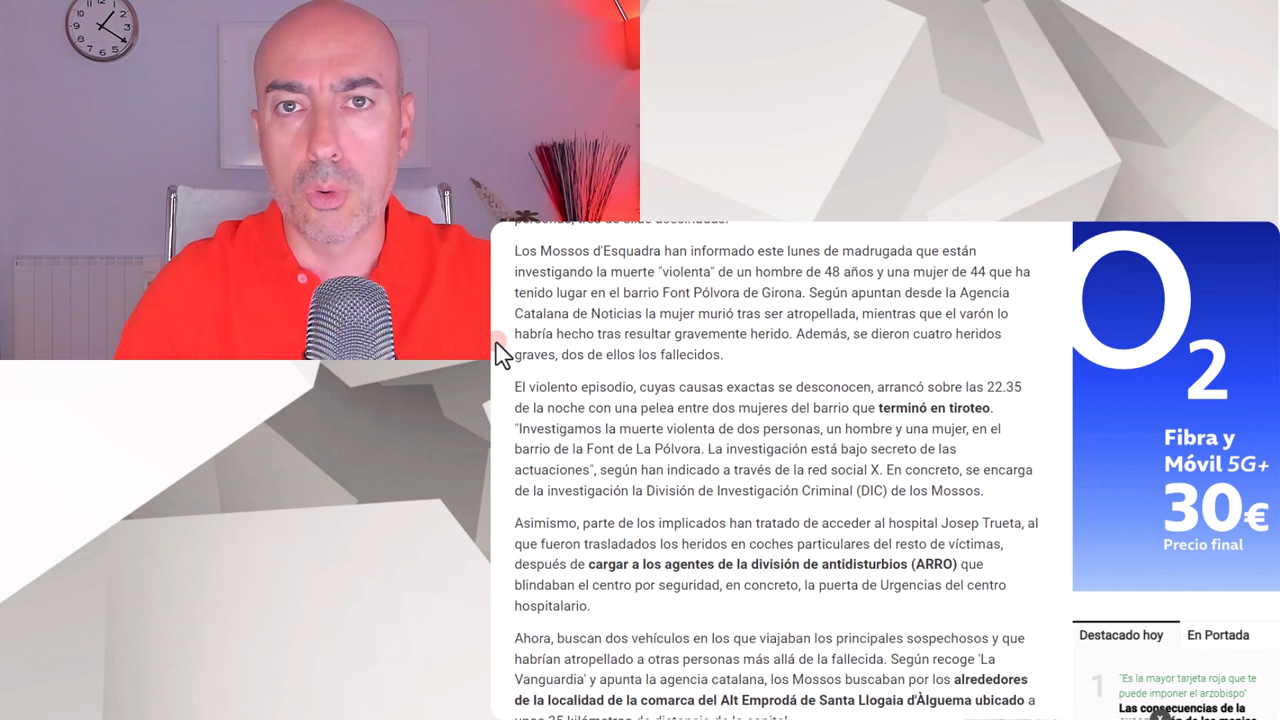 Los Mossos d'Esquadra han informado este lunes de madrugada que están
investigando la muerte "violenta" de un hombre de 48 años y una mujer de 44 que ha
tenido lugar en el barrio Font Pólvora de Girona. Según apuntan desde la Agencia
Catalana de Noticias la mujer murió tras ser atropellada, mientras que el varón lo
habría hecho tras resultar gravemente herido. Además, se dieron cuatro heridos
graves, dos de ellos los fallecidos.
El violento episodio, cuyas causas exactas se desconocen, arrancó sobre las 22.35
de la noche con una pelea entre dos mujeres del barrio que terminó en tiroteo.
"Investigamos la muerte violenta de dos personas, un hombre y una mujer, en el
barrio de la Font de La Pólvora. La investigación está bajo secreto de las
actuaciones", según han indicado a través de la red social X. En concreto, se encarga
de la investigación la División de Investigación Criminal (DIC) de los Mossos.
Asimismo, parte de los implicados han tratado de acceder al hospital Josep Trueta, al
que fueron trasladados los heridos en coches particulares del resto de víctimas,
después de cargar a los agentes de la división de antidisturbios (ARRO) que
blindaban el centro por seguridad, en concreto, la puerta de Urgencias del centro
hospitalario.
Ahora, buscan dos vehículos en los que viajaban los principales sospechosos y que
habrían atropellado a otras personas más allá de la fallecida. Según recoge 'La
Vanguardia' y apunta la agencia catalana, los Mossos buscaban por los alrededores
de la localidad de la comarca del Alt Emprodá de Santa Llogaia d'Àlguema ubicado a
O2
Fibra y
Móvil 5G+
30€
Precio final
Destacado hoy
En Portada
1
"Es la mayor tarjeta roja que te
puede imponer el arzobispo"
Las consecuencias de la